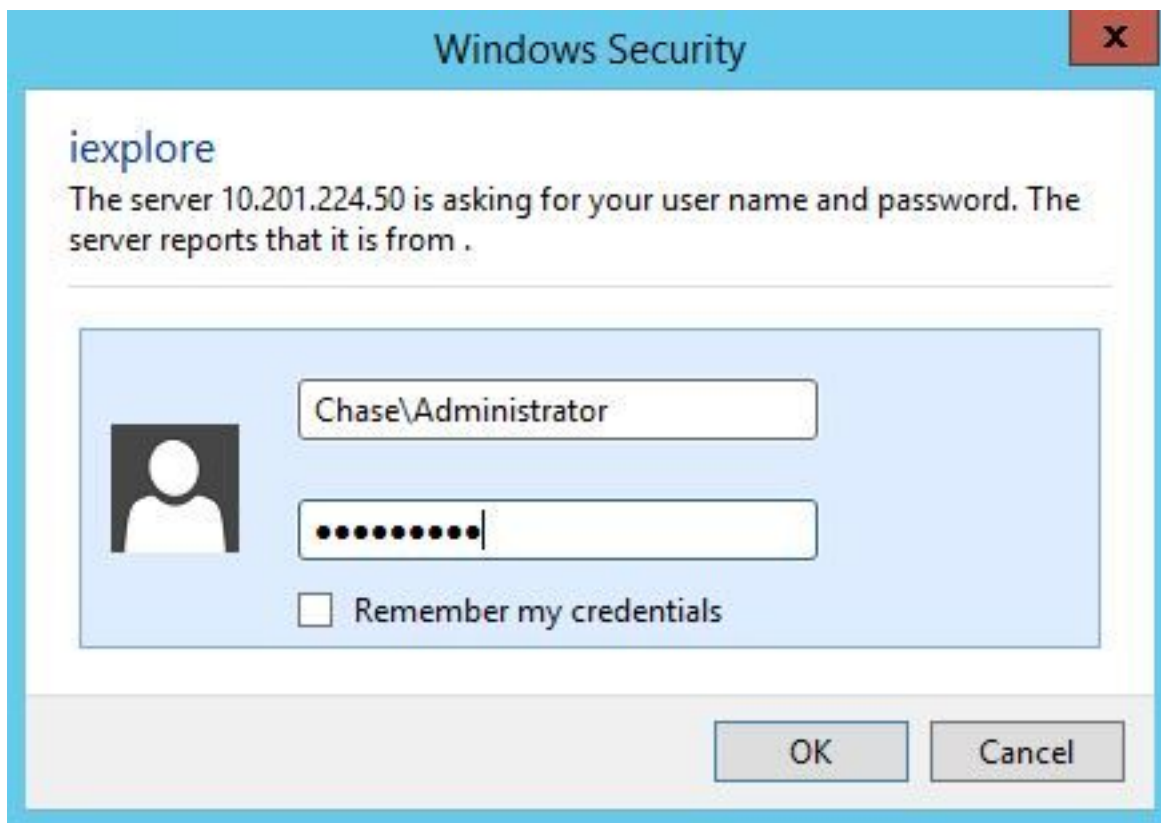 Windows Security
x
iexplore
The server 10.201.224.50 is asking for your user name and password. The
server reports that it is from .
Chase\Administrator
●●●●●●●●●
Remember my credentials
OK
Cancel